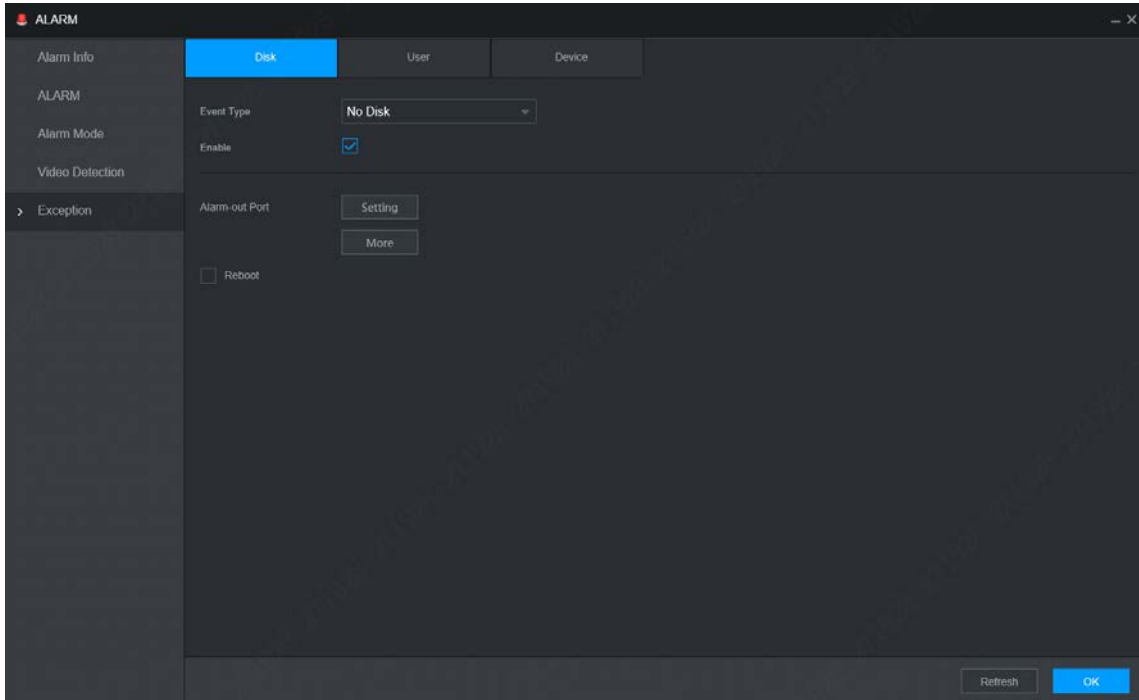 ALARM
Alarm Info
Disk User Device
ALARM
Event Type No Disk
Alarm Mode
Enable
Video Detection
Exception
Alarm-out Port Setting
More
Reboot
Refresh OK